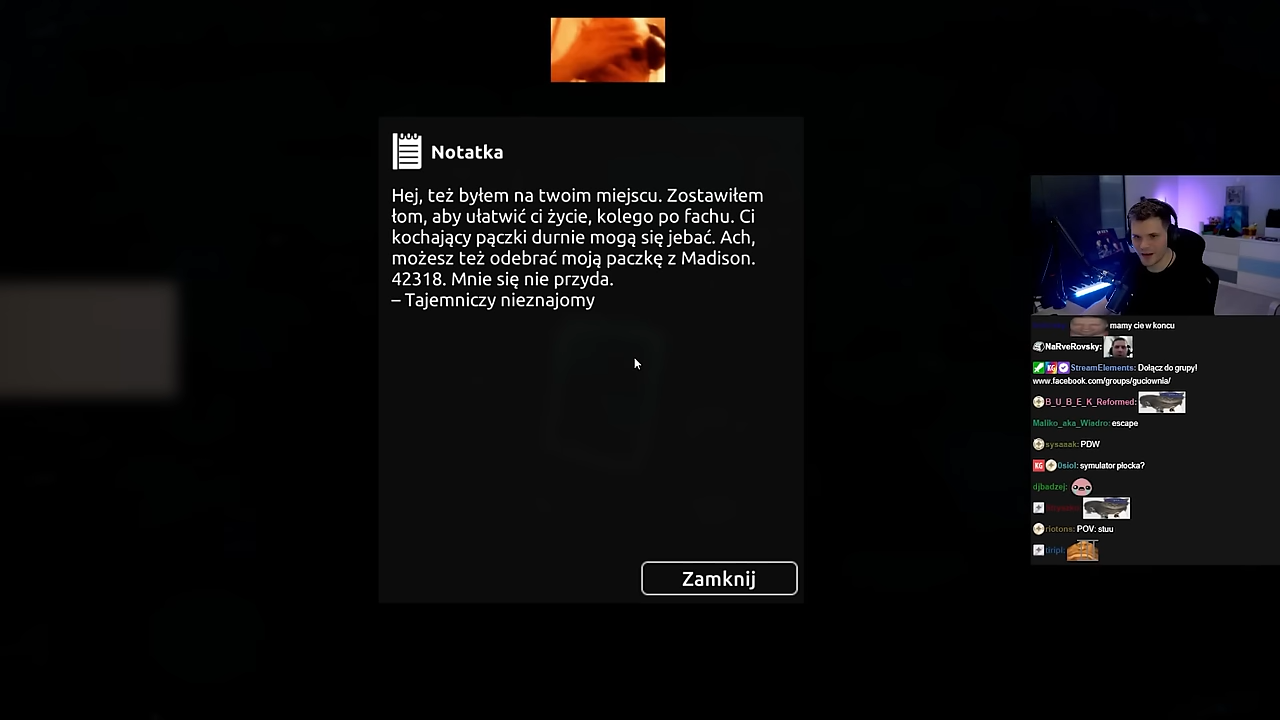 Notatka
Hej, też byłem na twoim miejscu. Zostawiłem
łom, aby ułatwić ci życie, kolego po fachu. Ci
kochający pączki durnie mogą się jebać. Ach,
możesz też odebrać moją paczkę z Madison.
42318. Mnie się nie przyda.
– Tajemniczy nieznajomy
Zamknij
mamy cie w koncu
NaRveRovsky:
StreamElements: Dołącz do grupy!
www.facebook.com/groups/guciownia/
B_U_B_E_K_Reformed:
Maliko_aka_Wiadro: escape
sysaaak: PDW
KG 0siol: symulator płocka?
djbadzej:
riotons: POV: stuu
tiripl: